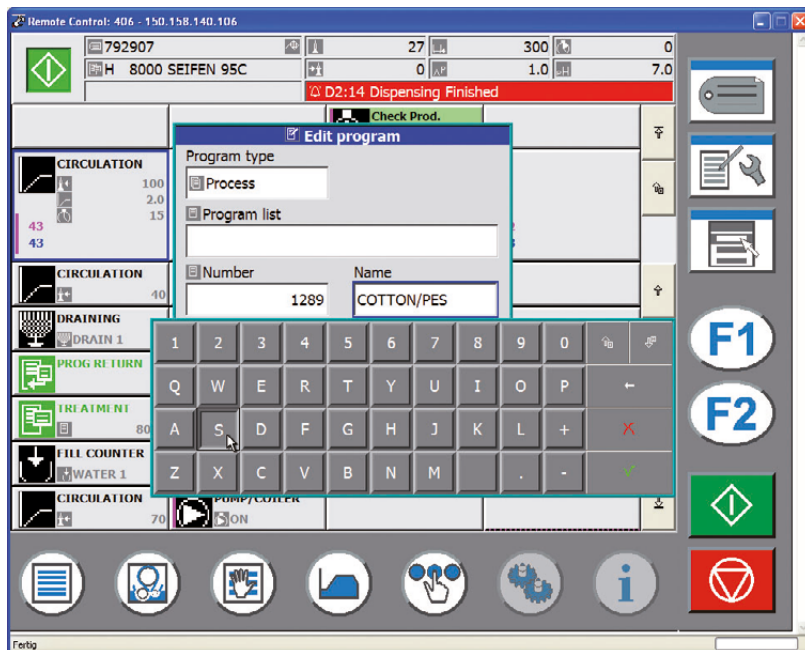 Remote Control: 406 - 150.158.140.106
792907 27 300 0
H 8000 SEIFEN 95C 0 1.0 7.0
D2:14 Dispensing Finished
Check Prod.
Edit program
Program type
Process
Program list
Number Name
1289 COTTON/PES
CIRCULATION
100
2.0
15
43
43
CIRCULATION
40
DRAINING
DRAIN 1
PROG RETURN
TREATMENT
80
FILL COUNTER
WATER 1
CIRCULATION
70
PUMP/COILER
ON
1 2 3 4 5 6 7 8 9 0
Q W E R T Y U I O P ←
A S D F G H J K L + X
Z X C V B N M . -
F1
F2
i
Fertig